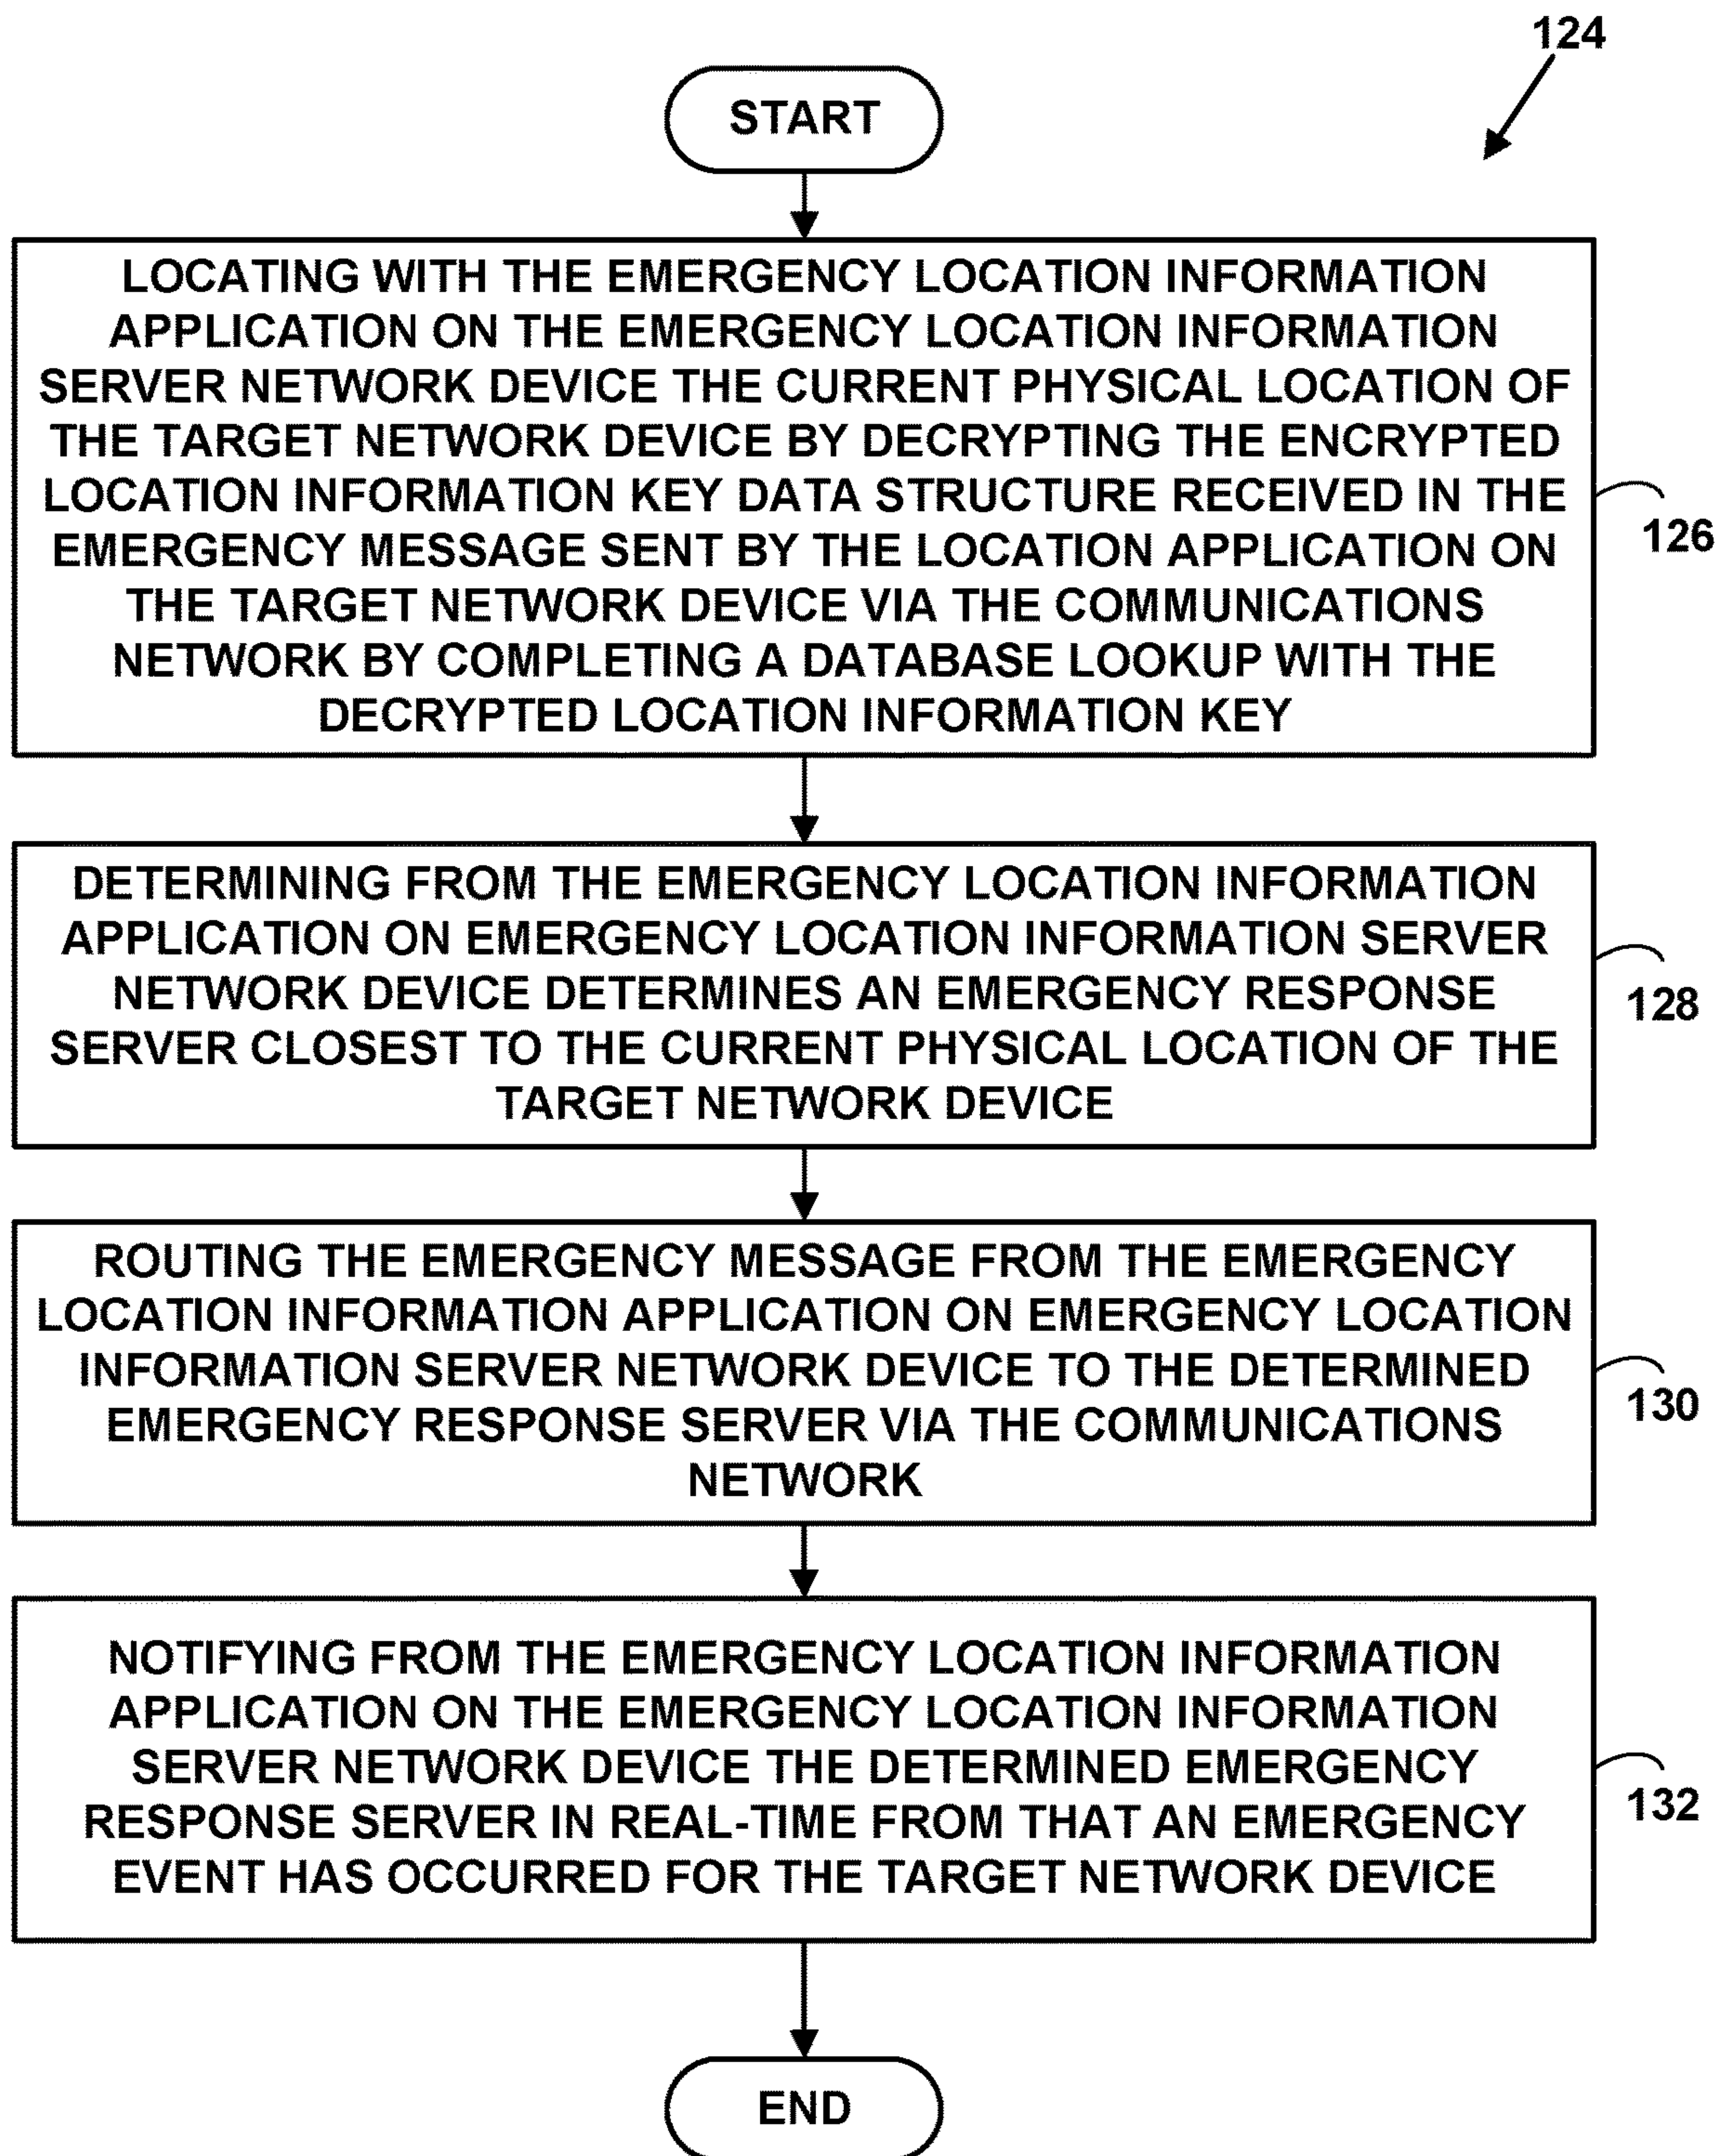 124
START
LOCATING WITH THE EMERGENCY LOCATION INFORMATION
APPLICATION ON THE EMERGENCY LOCATION INFORMATION
SERVER NETWORK DEVICE THE CURRENT PHYSICAL LOCATION OF
THE TARGET NETWORK DEVICE BY DECRYPTING THE ENCRYPTED
LOCATION INFORMATION KEY DATA STRUCTURE RECEIVED IN THE
EMERGENCY MESSAGE SENT BY THE LOCATION APPLICATION ON
THE TARGET NETWORK DEVICE VIA THE COMMUNICATIONS
NETWORK BY COMPLETING A DATABASE LOOKUP WITH THE
DECRYPTED LOCATION INFORMATION KEY
126
DETERMINING FROM THE EMERGENCY LOCATION INFORMATION
APPLICATION ON EMERGENCY LOCATION INFORMATION SERVER
NETWORK DEVICE DETERMINES AN EMERGENCY RESPONSE
SERVER CLOSEST TO THE CURRENT PHYSICAL LOCATION OF THE
TARGET NETWORK DEVICE
128
ROUTING THE EMERGENCY MESSAGE FROM THE EMERGENCY
LOCATION INFORMATION APPLICATION ON EMERGENCY LOCATION
INFORMATION SERVER NETWORK DEVICE TO THE DETERMINED
EMERGENCY RESPONSE SERVER VIA THE COMMUNICATIONS
NETWORK
130
NOTIFYING FROM THE EMERGENCY LOCATION INFORMATION
APPLICATION ON THE EMERGENCY LOCATION INFORMATION
SERVER NETWORK DEVICE THE DETERMINED EMERGENCY
RESPONSE SERVER IN REAL-TIME FROM THAT AN EMERGENCY
EVENT HAS OCCURRED FOR THE TARGET NETWORK DEVICE
132
END